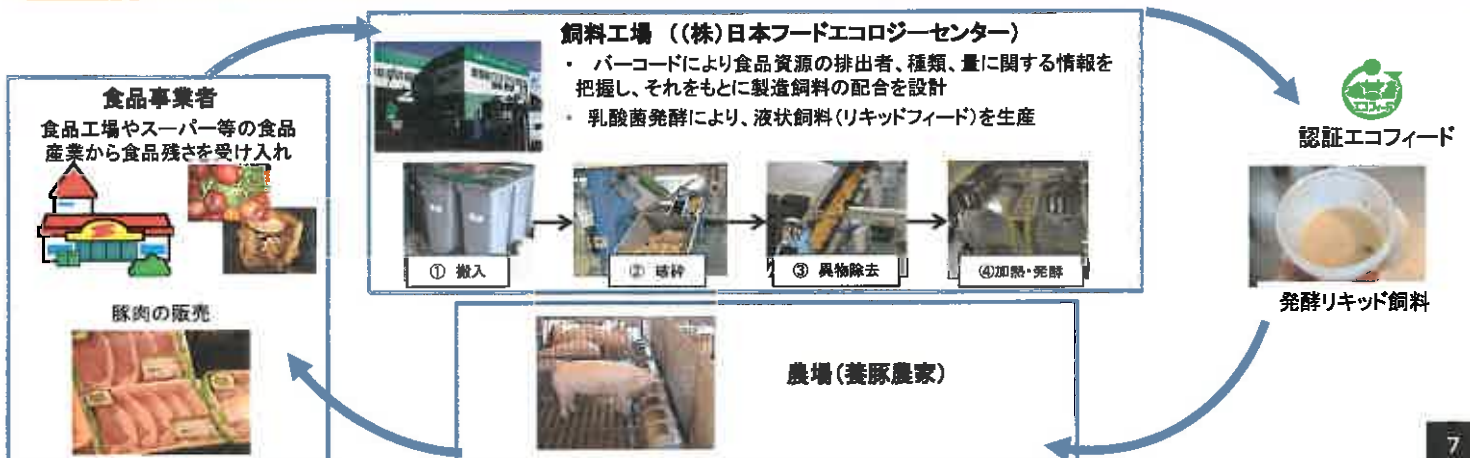 飼料工場 ((株)日本フードエコロジーセンター)
・ バーコードにより食品資源の排出者、種類、量に関する情報を
把握し、それをもとに製造飼料の配合を設計
・ 乳酸菌発酵により、液状飼料(リキッドフィード)を生産
食品事業者
食品工場やスーパー等の食品
産業から食品残さを受け入れ
① 搬入
② 破砕
③ 異物除去
④加熱・発酵
エコフィード
認証エコフィード
発酵リキッド飼料
豚肉の販売
農場(養豚農家)
7